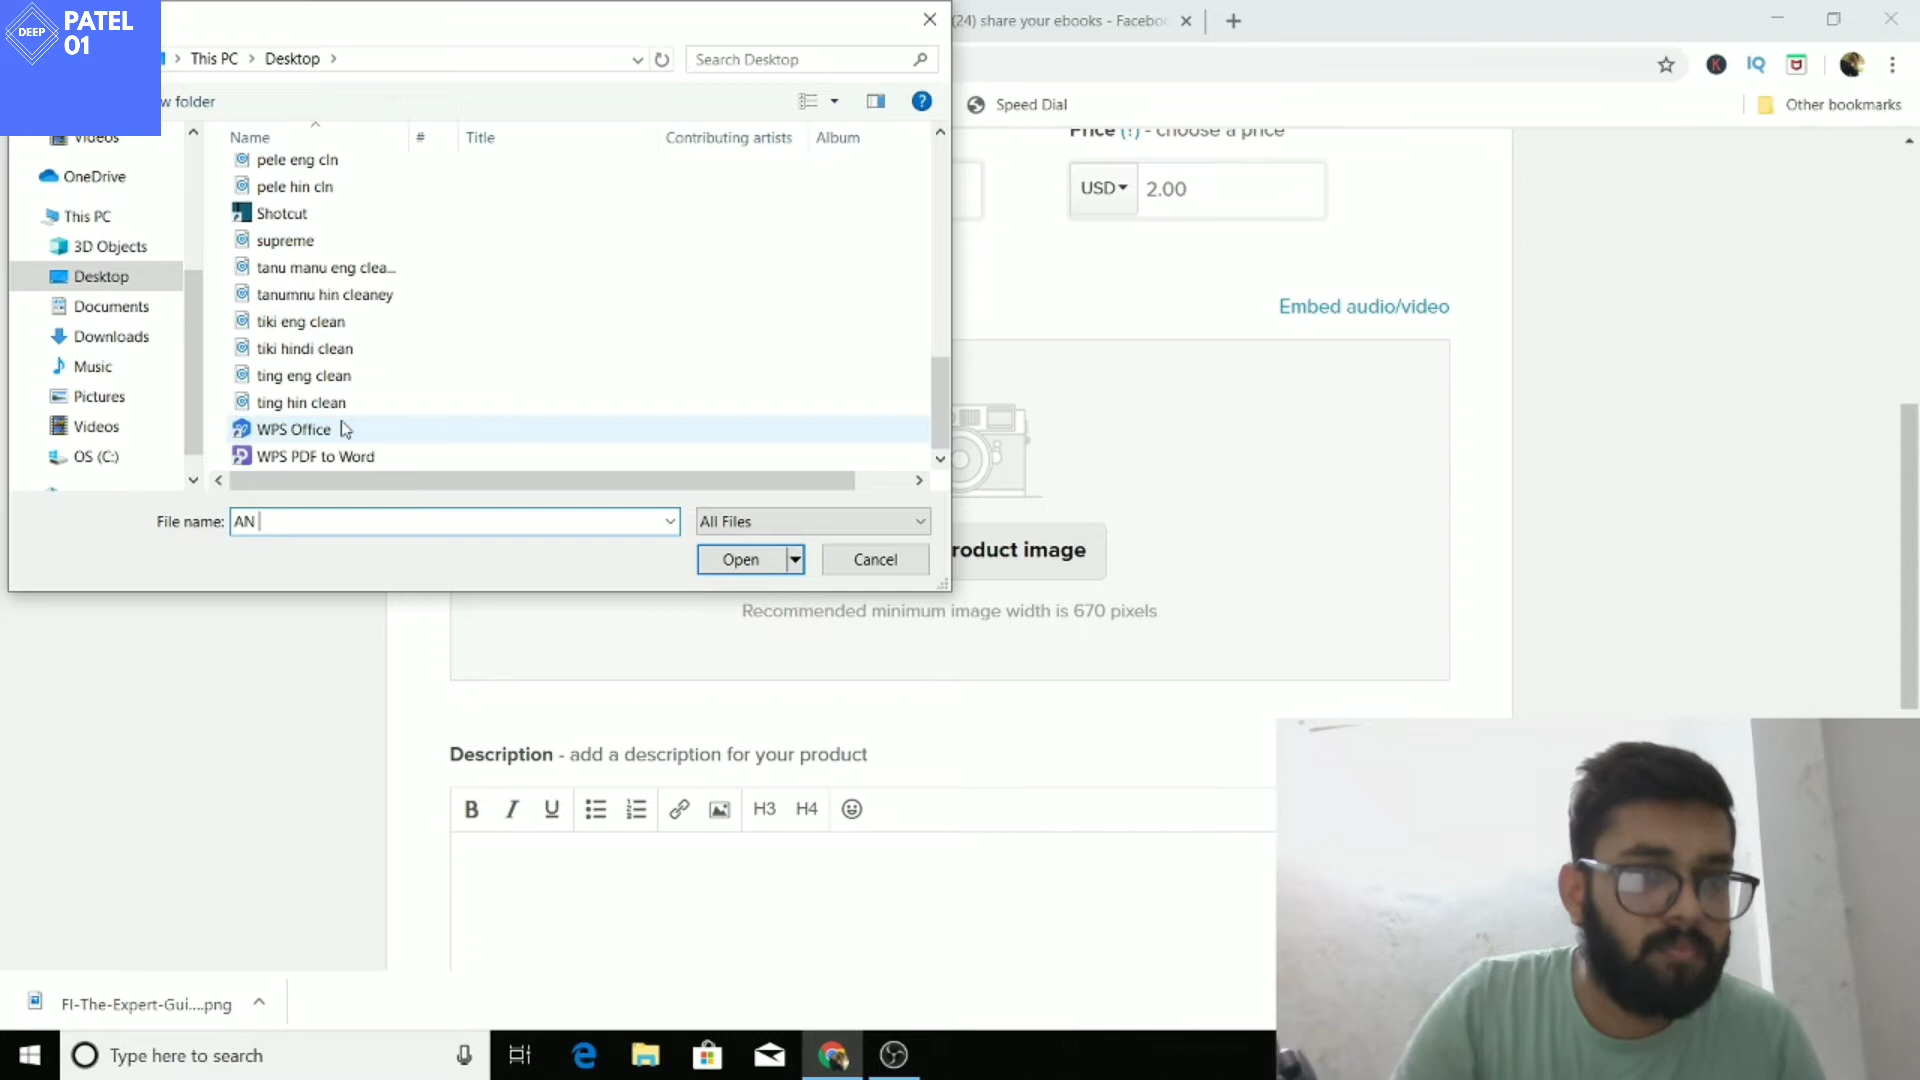 DEEP
PATEL
01
(24) share your ebooks - Facebo
This PC
Desktop
Search Desktop
w folder
K
IQ
Speed Dial
Other bookmarks
Name
#
Title
Contributing artists
Album
Price (!) - choose a price
USD
2.00
Videos
OneDrive
This PC
3D Objects
Desktop
Documents
Downloads
Music
Pictures
Videos
OS (C:)
pele eng cln
pele hin cln
Shotcut
supreme
tanu manu eng clea...
tanumnu hin cleaney
tiki eng clean
tiki hindi clean
ting eng clean
ting hin clean
WPS Office
WPS PDF to Word
Embed audio/video
File name:
AN
All Files
Open
Cancel
roduct image
Recommended minimum image width is 670 pixels
Description - add a description for your product
B I U H3 H4
FI-The-Expert-Gui....png
Type here to search